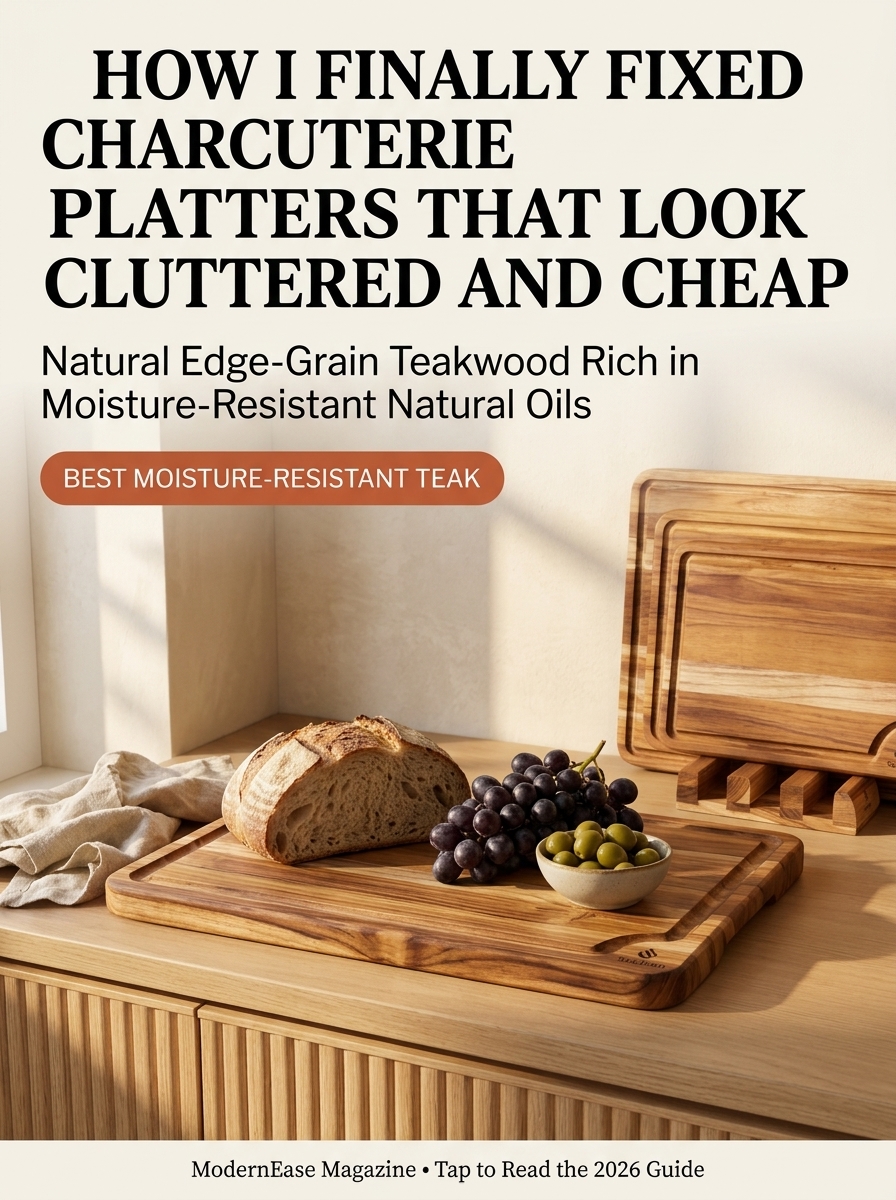 HOW I FINALLY FIXED
CHARCUTERIE
PLATTERS THAT LOOK
CLUTTERED AND CHEAP
Natural Edge-Grain Teakwood Rich in
Moisture-Resistant Natural Oils
BEST MOISTURE-RESISTANT TEAK
ModernEase Magazine • Tap to Read the 2026 Guide